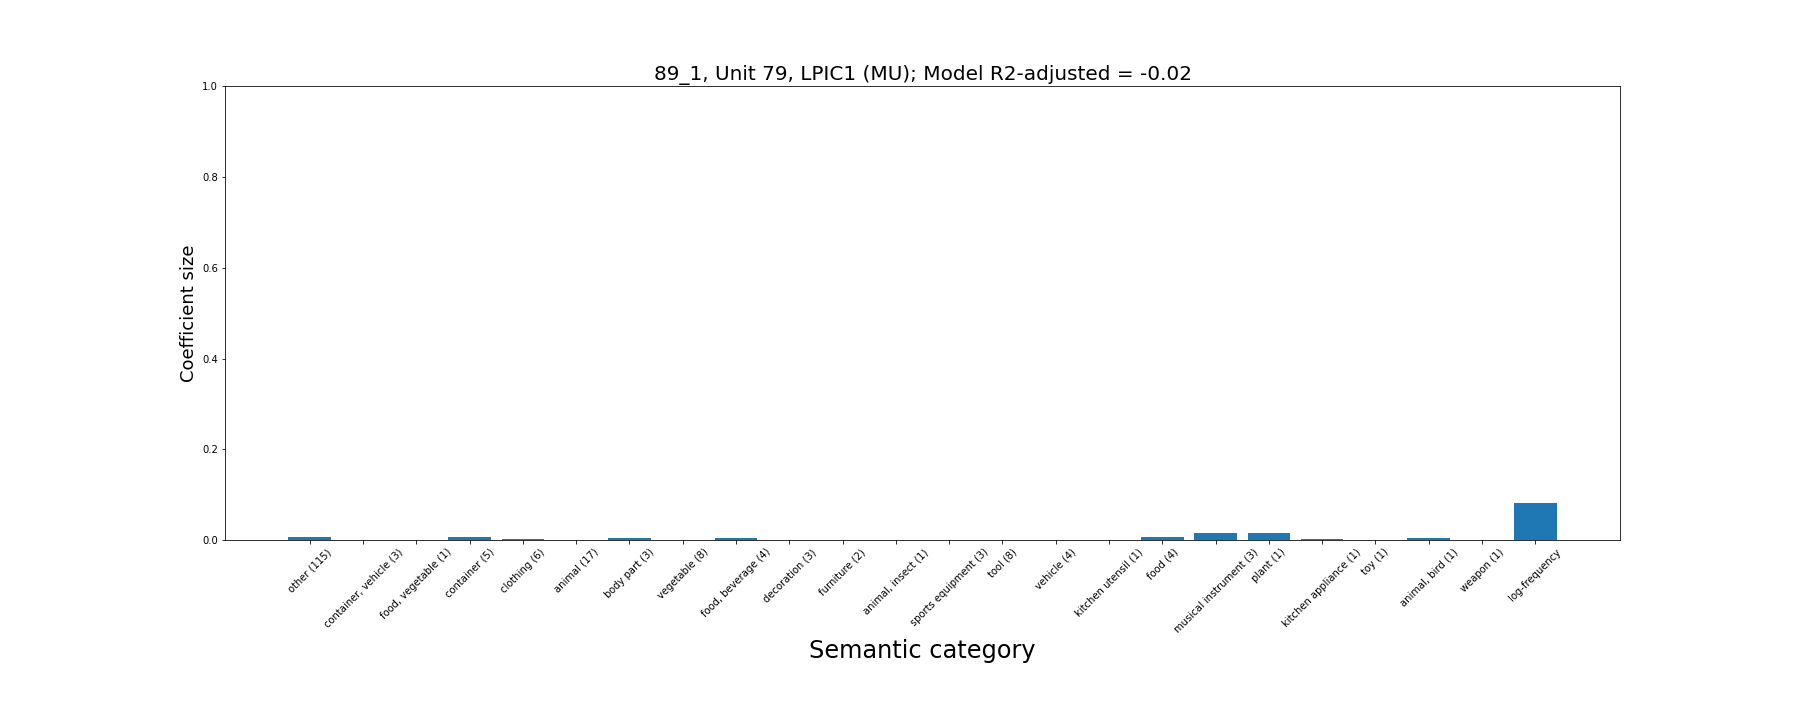 89_1, Unit 79, LPIC1 (MU); Model R2-adjusted = -0.02
Coefficient size
1.0
0.8
0.6
0.4
0.2
0.0
other (115)
container, vehicle (3)
food, vegetable (1)
container (5)
clothing (6)
animal (17)
body part (3)
vegetable (8)
food, beverage (4)
decoration (3)
furniture (2)
animal, insect (1)
sports equipment (3)
tool (8)
vehicle (4)
kitchen utensil (1)
food (4)
musical instrument (3)
plant (1)
kitchen appliance (1)
toy (1)
animal, bird (1)
weapon (1)
log-frequency
Semantic category